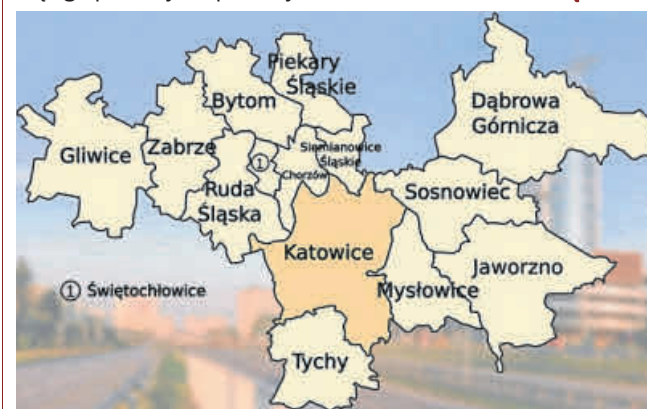 Piekary
Śląskie
Bytom
Dąbrowa
Górnicza
Gliwice
Zabrze
①
Siemianowice
Śląskie
Chorzów
Ruda
Śląska
Sosnowiec
Katowice
Jaworzno
① Świętochłowice
Mysłowice
Tychy